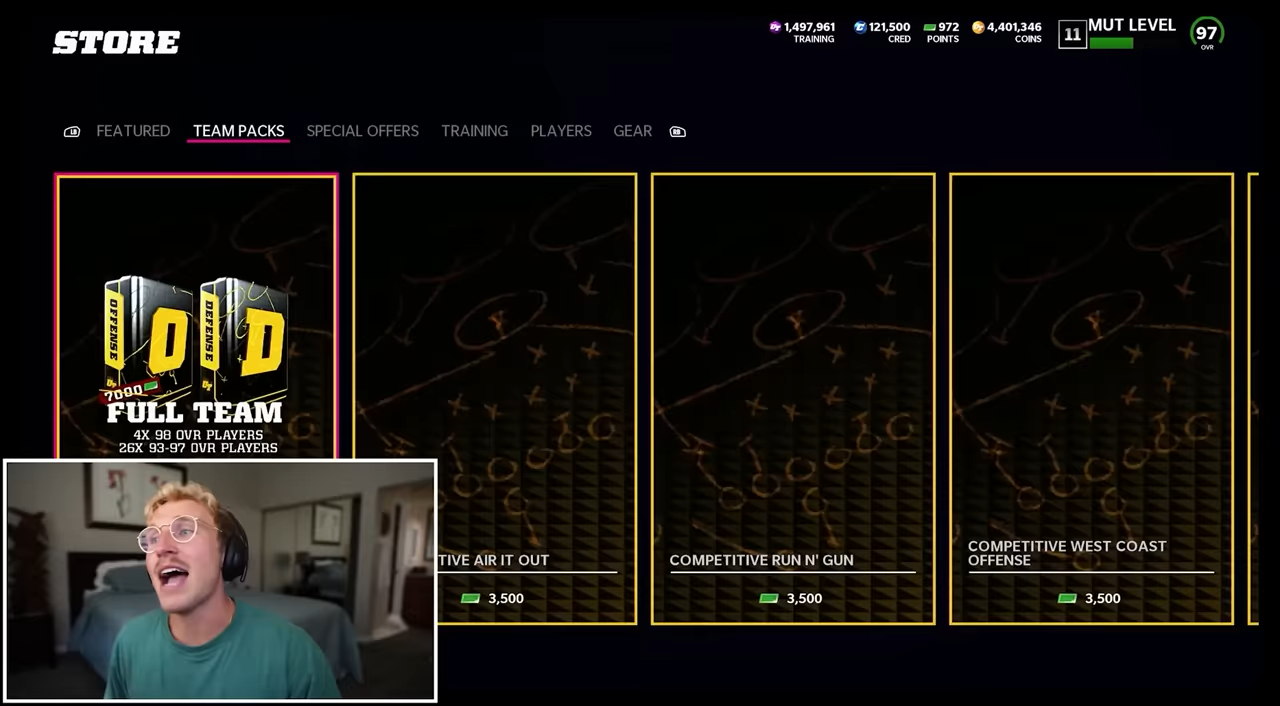 STORE
1,497,961
TRAINING
121,500
CRED
972
POINTS
4,401,346
COINS
11
MUT LEVEL
97
OVR
LB
FEATURED
TEAM PACKS
SPECIAL OFFERS
TRAINING
PLAYERS
GEAR
RB
OFFENSE
O
DEFENSE
D
7000
FULL TEAM
4X 98 OVR PLAYERS
26X 93-97 OVR PLAYERS
TIVE AIR IT OUT
3,500
COMPETITIVE RUN N' GUN
3,500
COMPETITIVE WEST COAST
OFFENSE
3,500